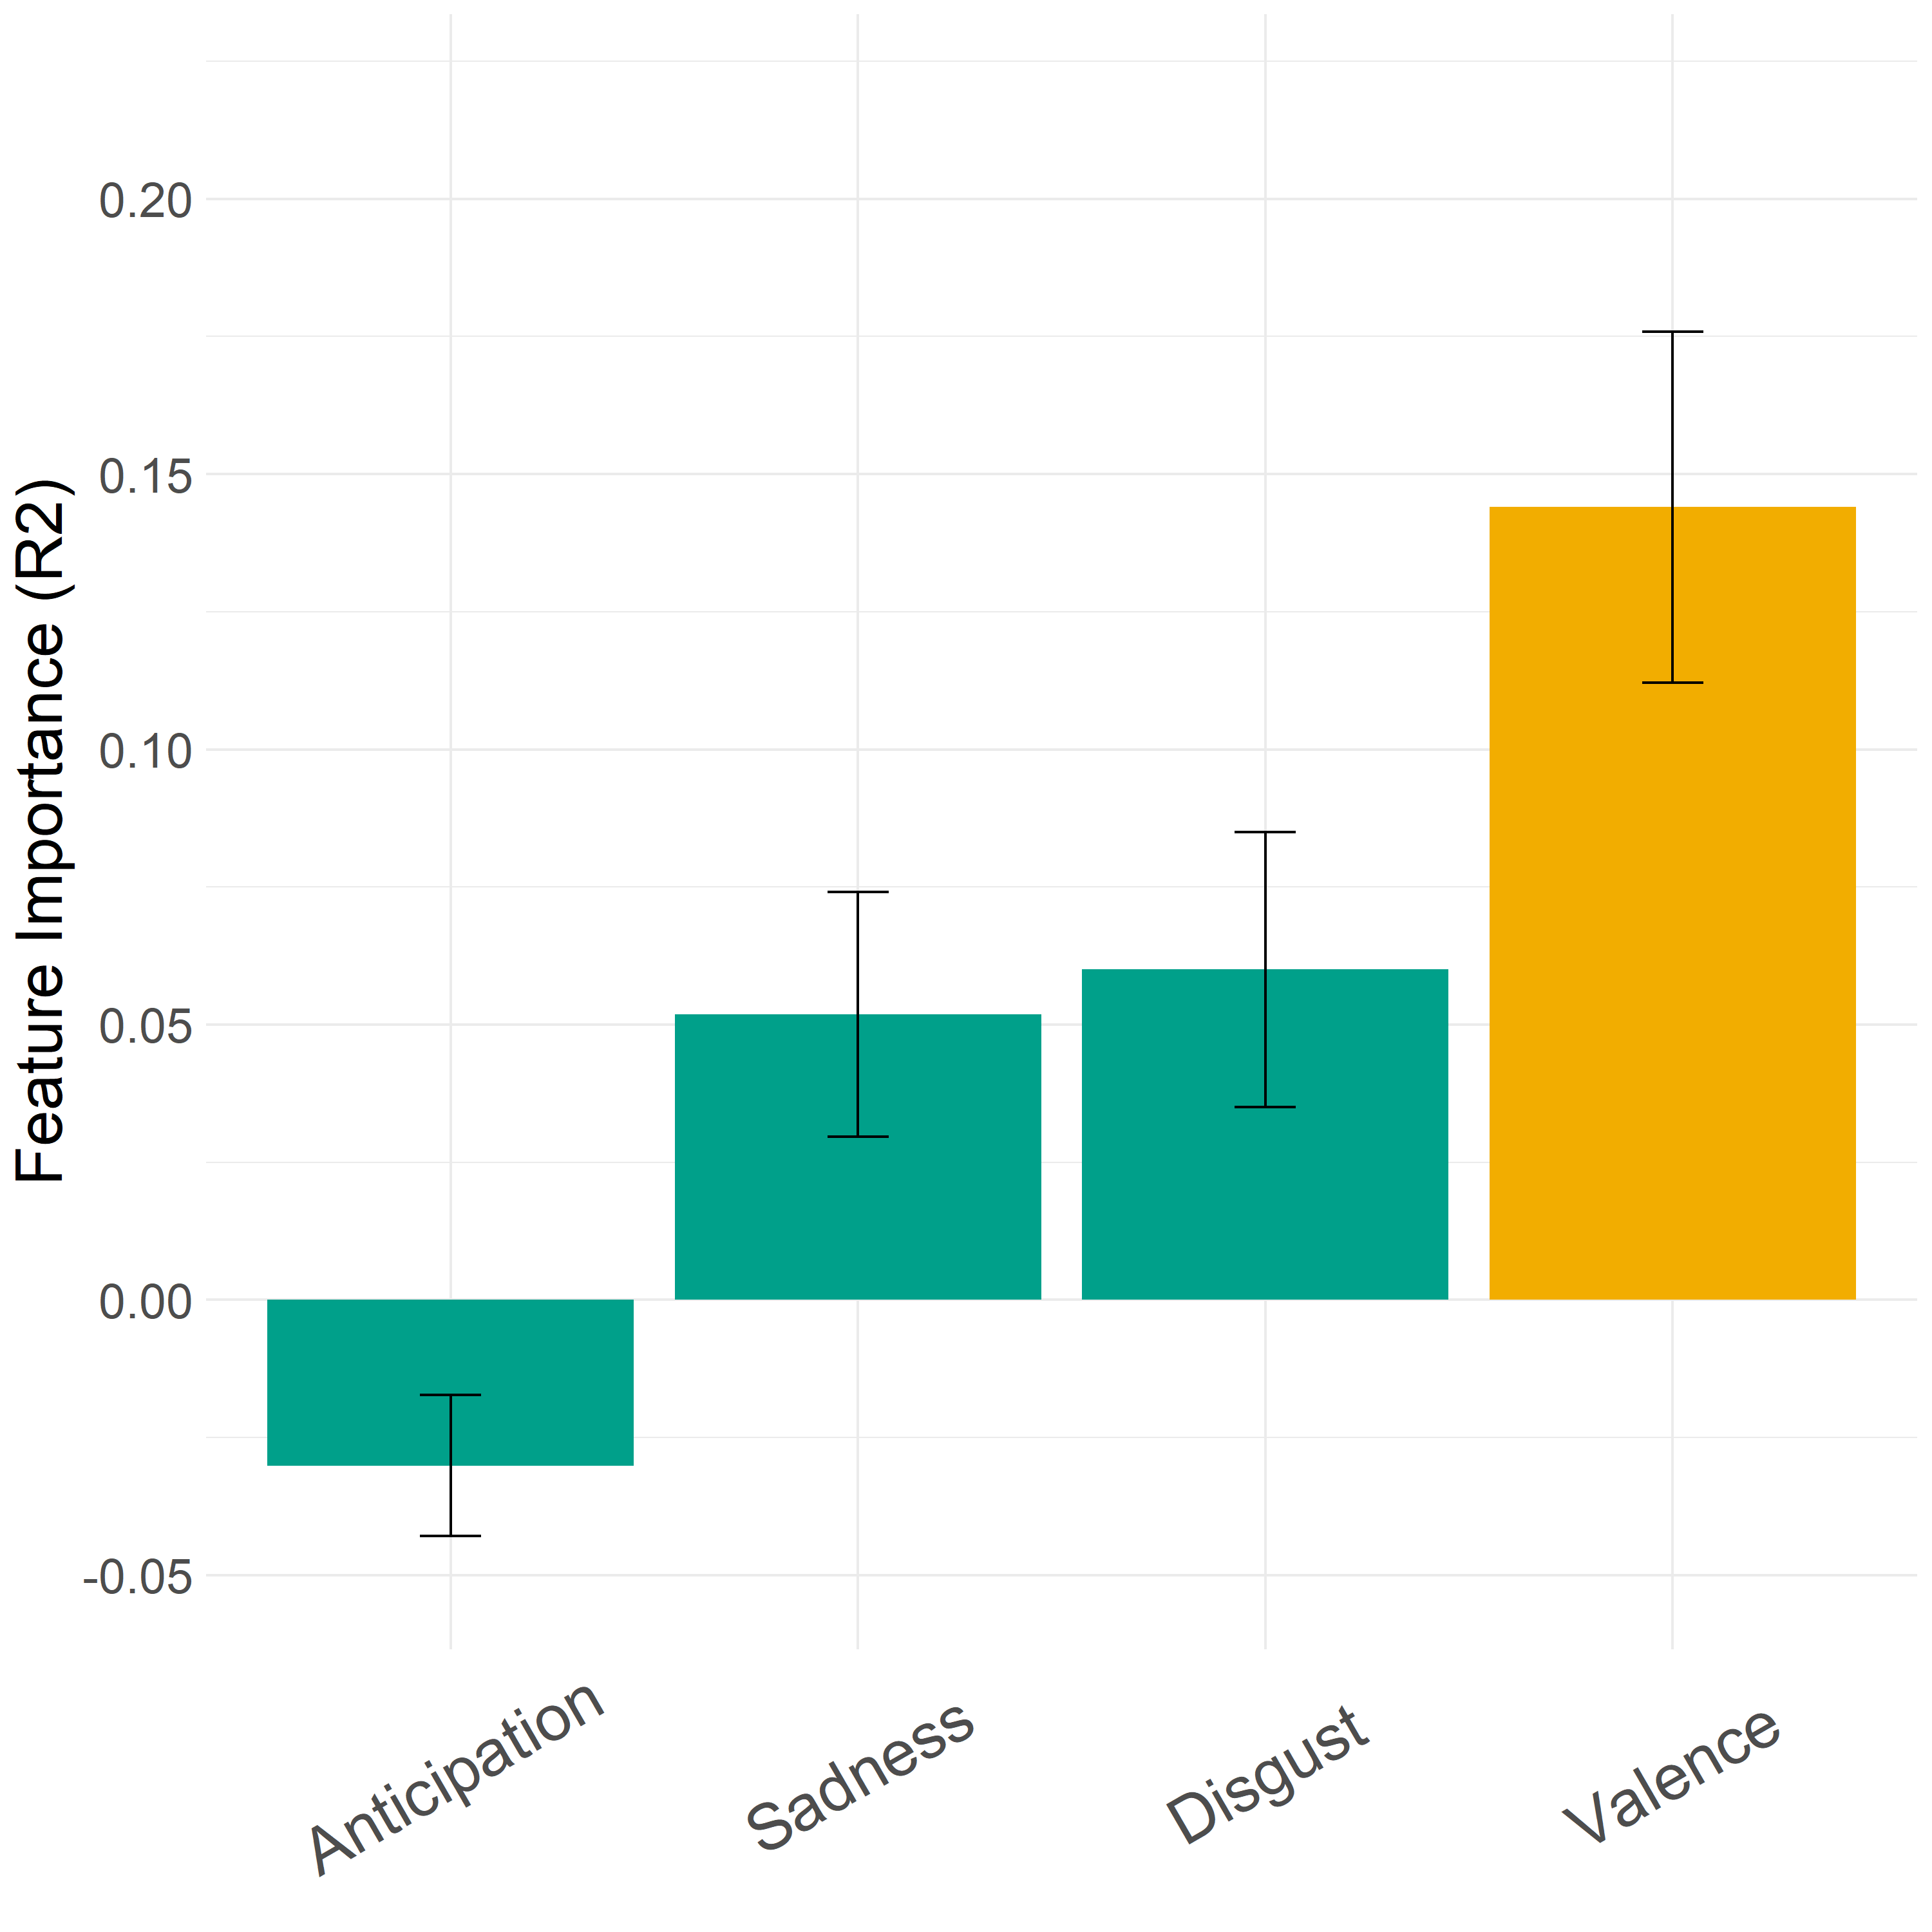 Feature Importance (R2)
0.20
0.15
0.10
0.05
0.00
-0.05
Anticipation
Sadness
Disgust
Valence